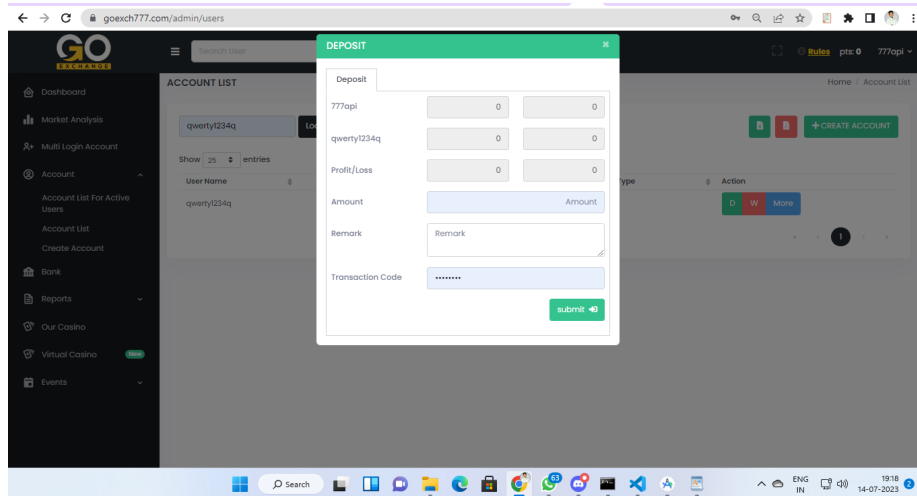 goexch777.com/admin/users
GO
EXCHANGE
Search User
DEPOSIT
Rules pts: 0 777api
ACCOUNT LIST
Home / Account List
Dashboard
Market Analysis
Multi Login Account
Account
Account List For Active
Users
Account List
Create Account
Bank
Reports
Our Casino
Virtual Casino New
Events
qwerty1234q
+CREATE ACCOUNT
Show 25 entries
User Name
Type
Action
qwerty1234q
D W More
1
Deposit
777api 0 0
qwerty1234q 0 0
Profit/Loss 0 0
Amount Amount
Remark Remark
Transaction Code ••••••••
submit
Search
63
ENG
IN
19:18
14-07-2023
2